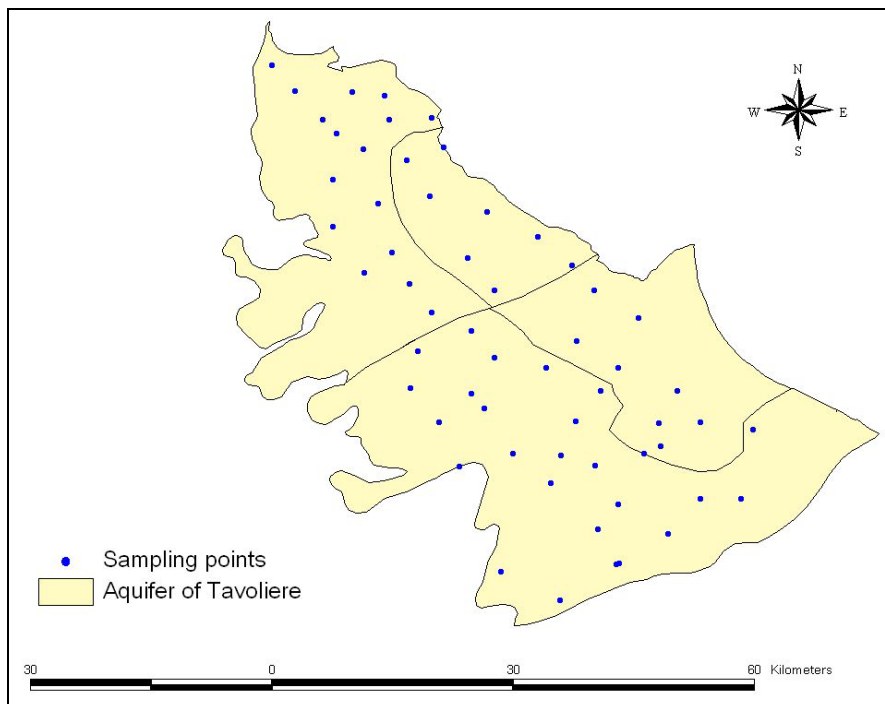 N
W E
S
Sampling points
Aquifer of Tavoliere
30 0 30 60 Kilometers